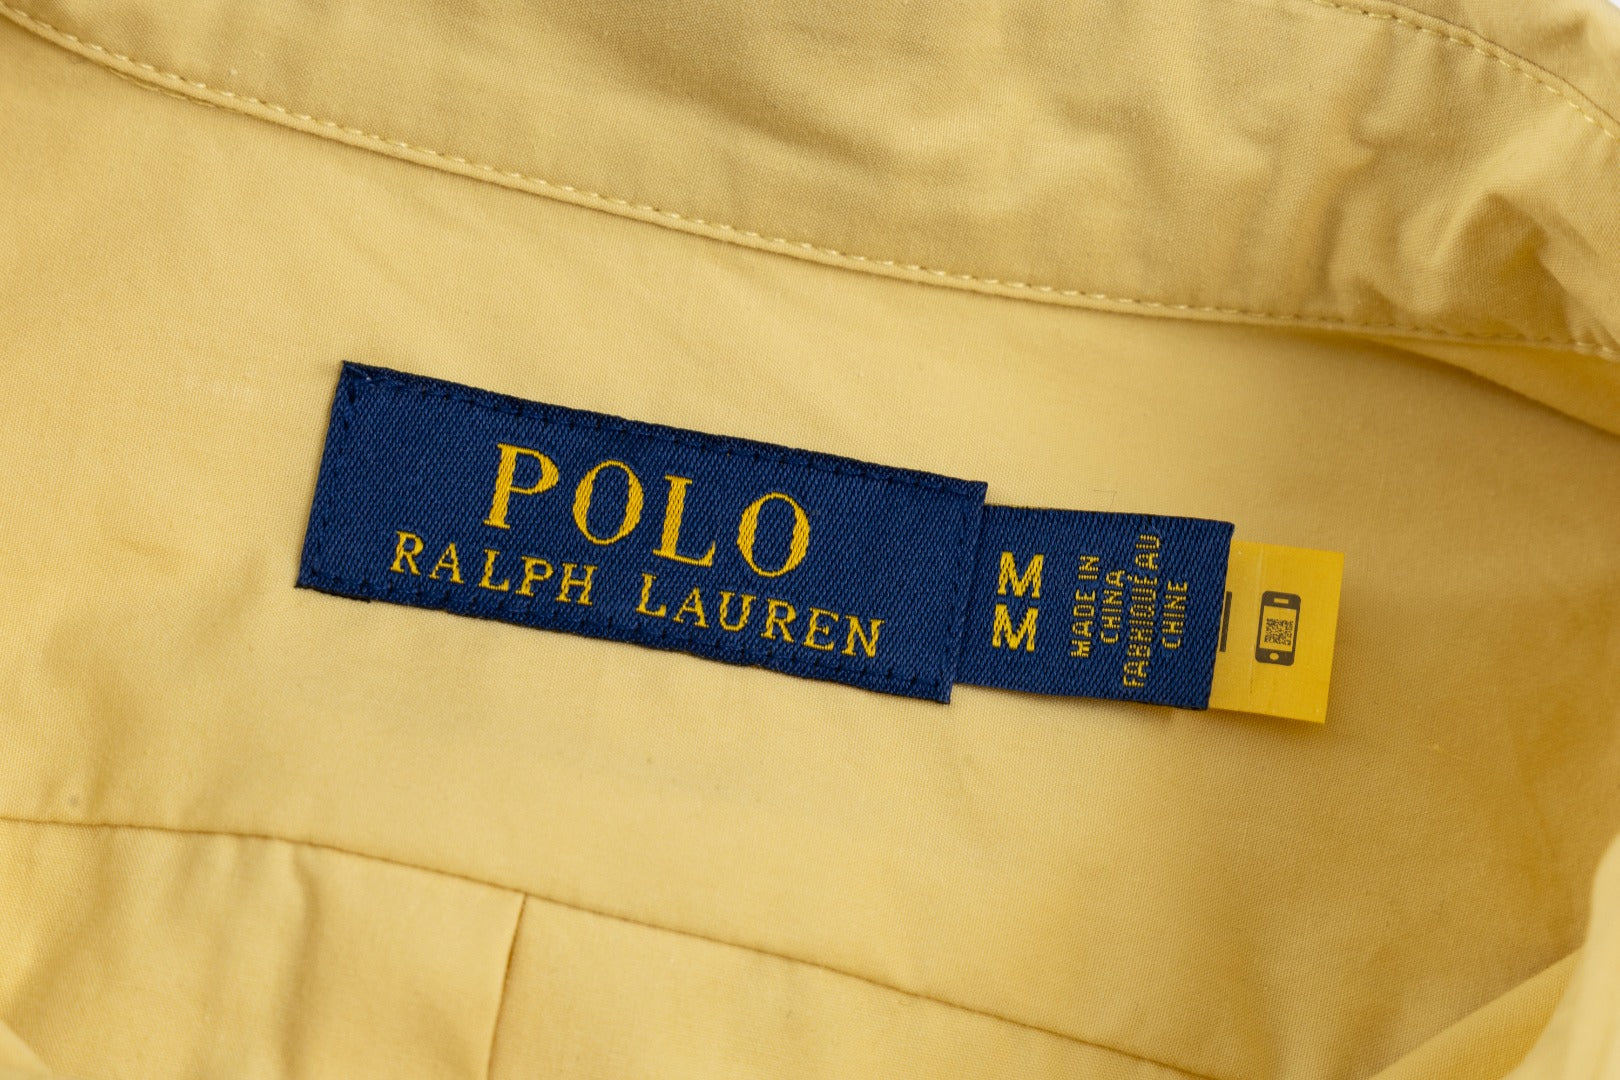 POLO
RALPH LAUREN
M
M
MADE IN
CHINA
FABRIQUÉ AU
CHINE